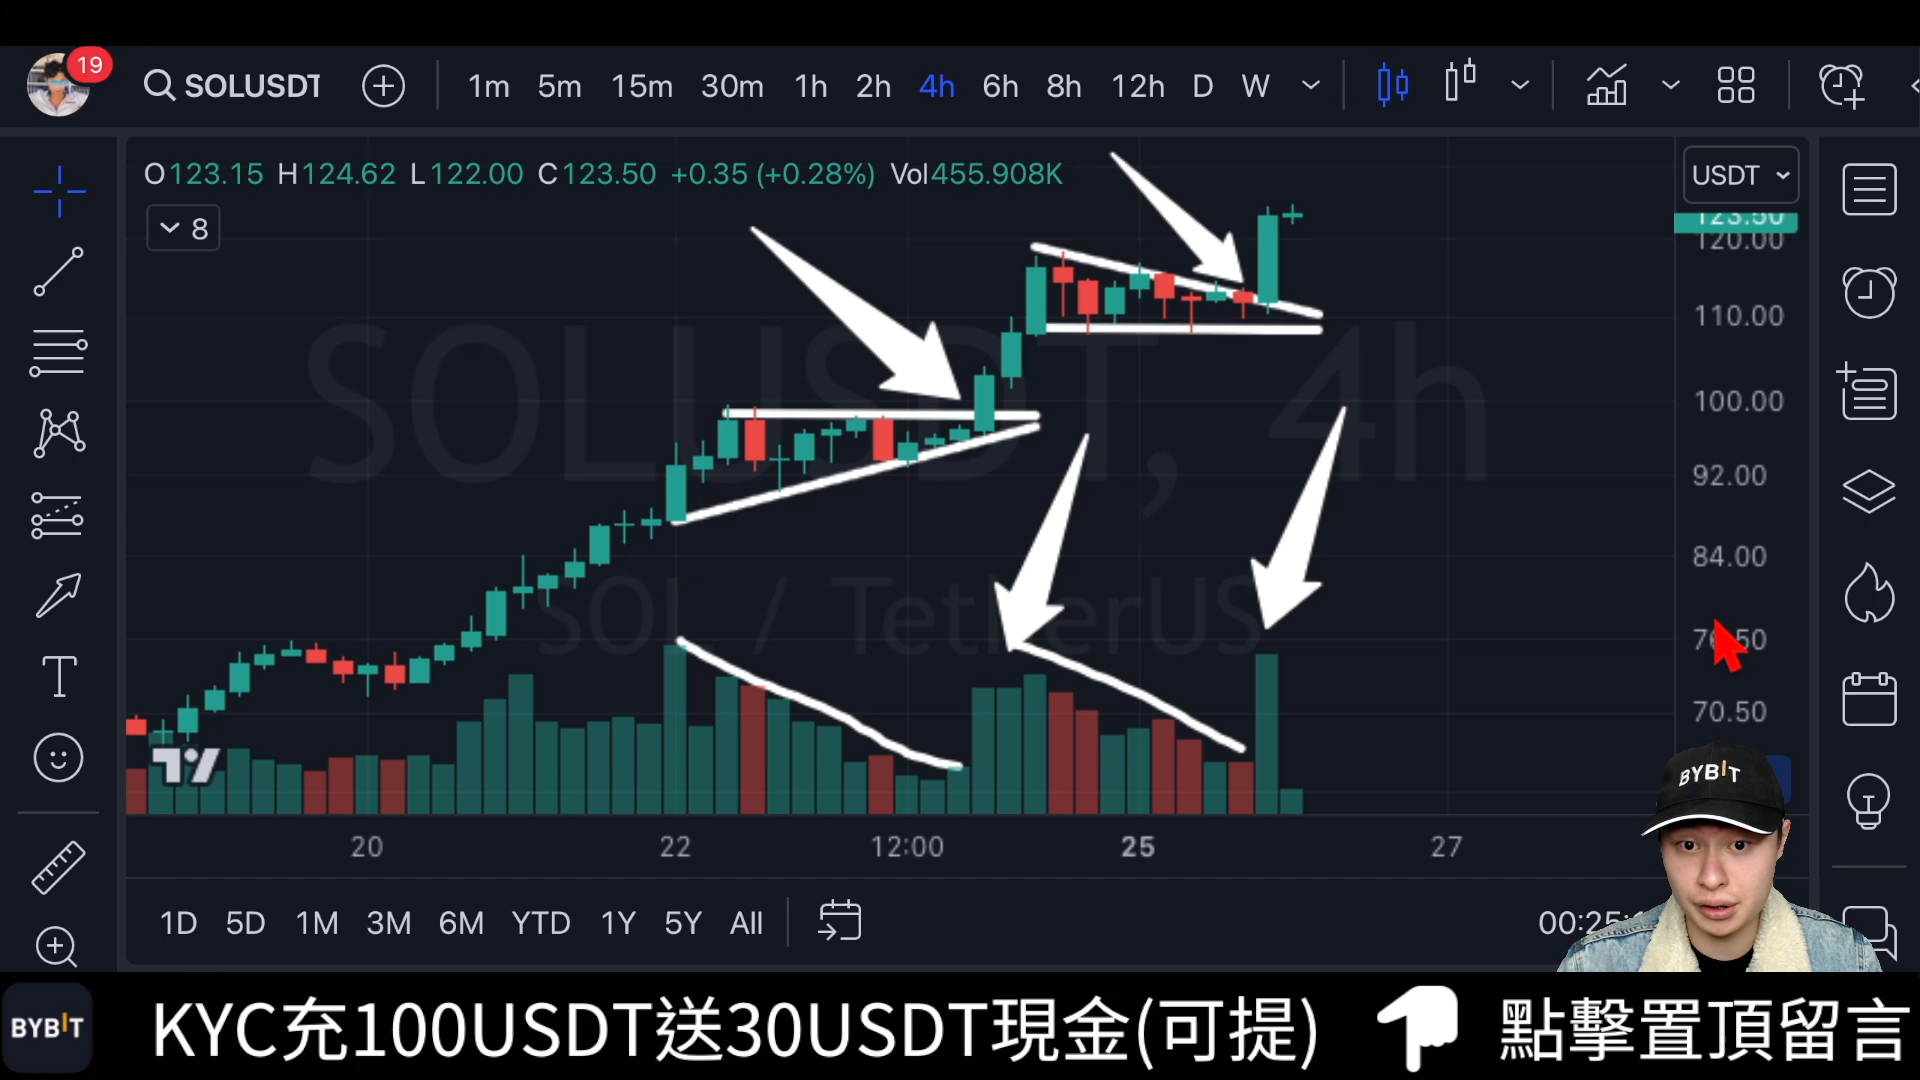 19
SOLUSDT
1m 5m 15m 30m 1h 2h 4h 6h 8h 12h D W
O123.15 H124.62 L122.00 C123.50 +0.35 (+0.28%) Vol455.908K
USDT
8
123.50
120.00
110.00
100.00
92.00
84.00
70.50
SOLUSDT, 4h
SOL / TetherUS
20 22 12:00 25 27
1D 5D 1M 3M 6M YTD 1Y 5Y All
00:25:
BYBIT
BYBIT
KYC充100USDT送30USDT現金(可提)
點擊置頂留言